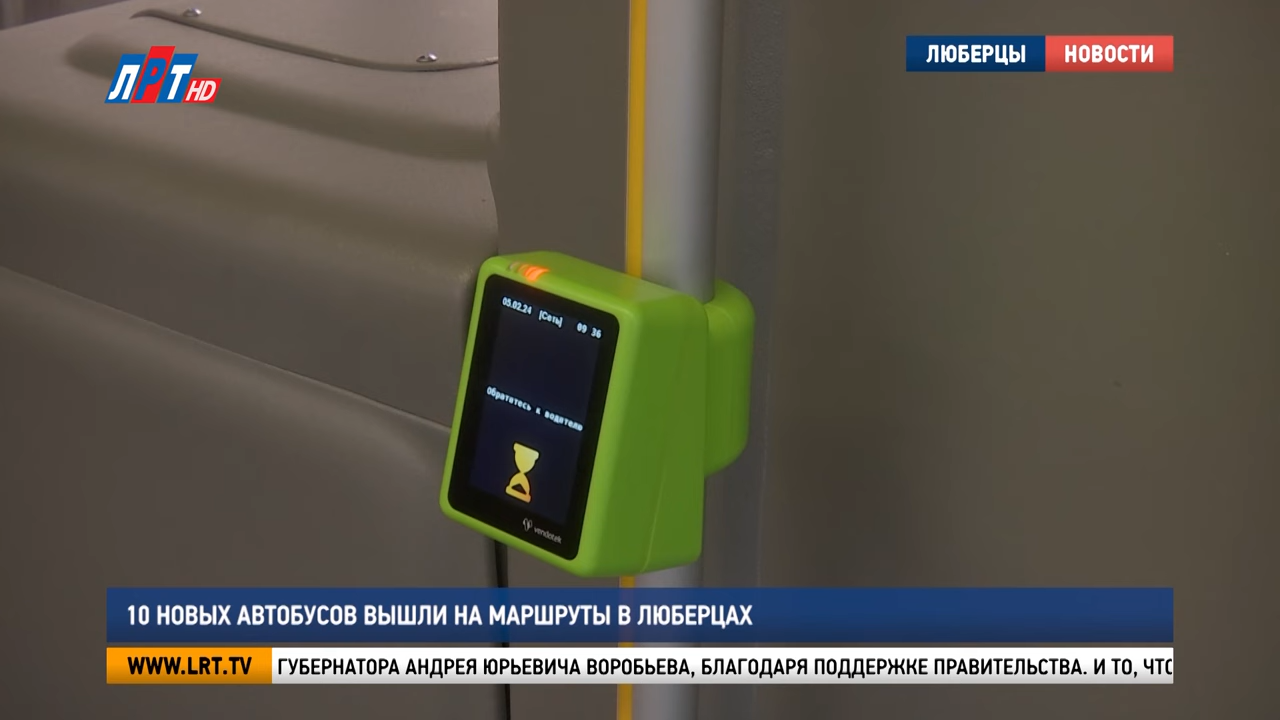 ЛРТ HD
ЛЮБЕРЦЫ НОВОСТИ
05.02.24 [Сеть] 09 36
Обратитесь к водителю
vendotek
10 НОВЫХ АВТОБУСОВ ВЫШЛИ НА МАРШРУТЫ В ЛЮБЕРЦАХ
WWW.LRT.TV ГУБЕРНАТОРА АНДРЕЯ ЮРЬЕВИЧА ВОРОБЬЕВА, БЛАГОДАРЯ ПОДДЕРЖКЕ ПРАВИТЕЛЬСТВА. И ТО, ЧТО